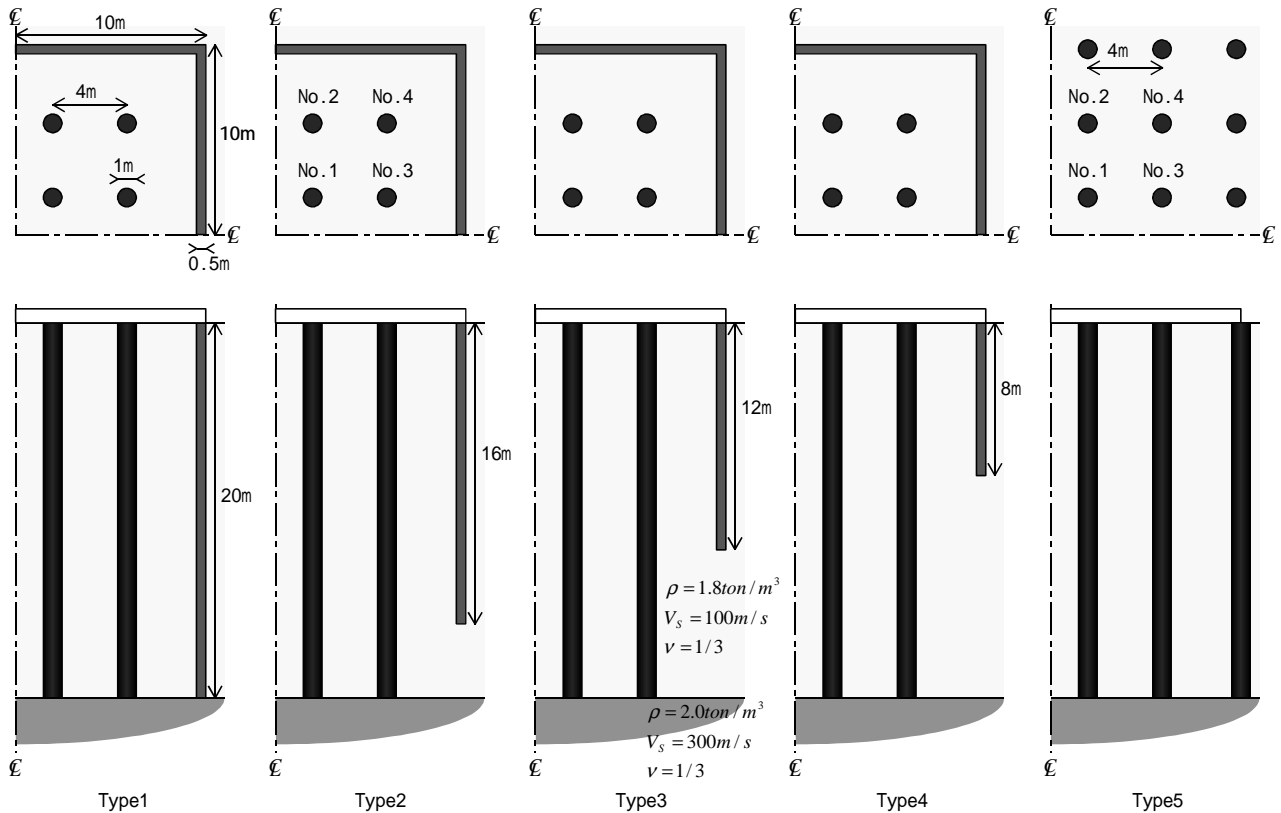 ℄ ℄ ℄ ℄ ℄
10m
4m
1m
10m
℄
0.5m
No.2 No.4
No.1 No.3
℄
℄
℄
4m
No.2 No.4
No.1 No.3
℄
20m
16m
12m
8m
ρ = 1.8ton/m³
V_S = 100m/s
ν = 1/3
ρ = 2.0ton/m³
V_S = 300m/s
ν = 1/3
℄ ℄ ℄ ℄ ℄
Type1 Type2 Type3 Type4 Type5